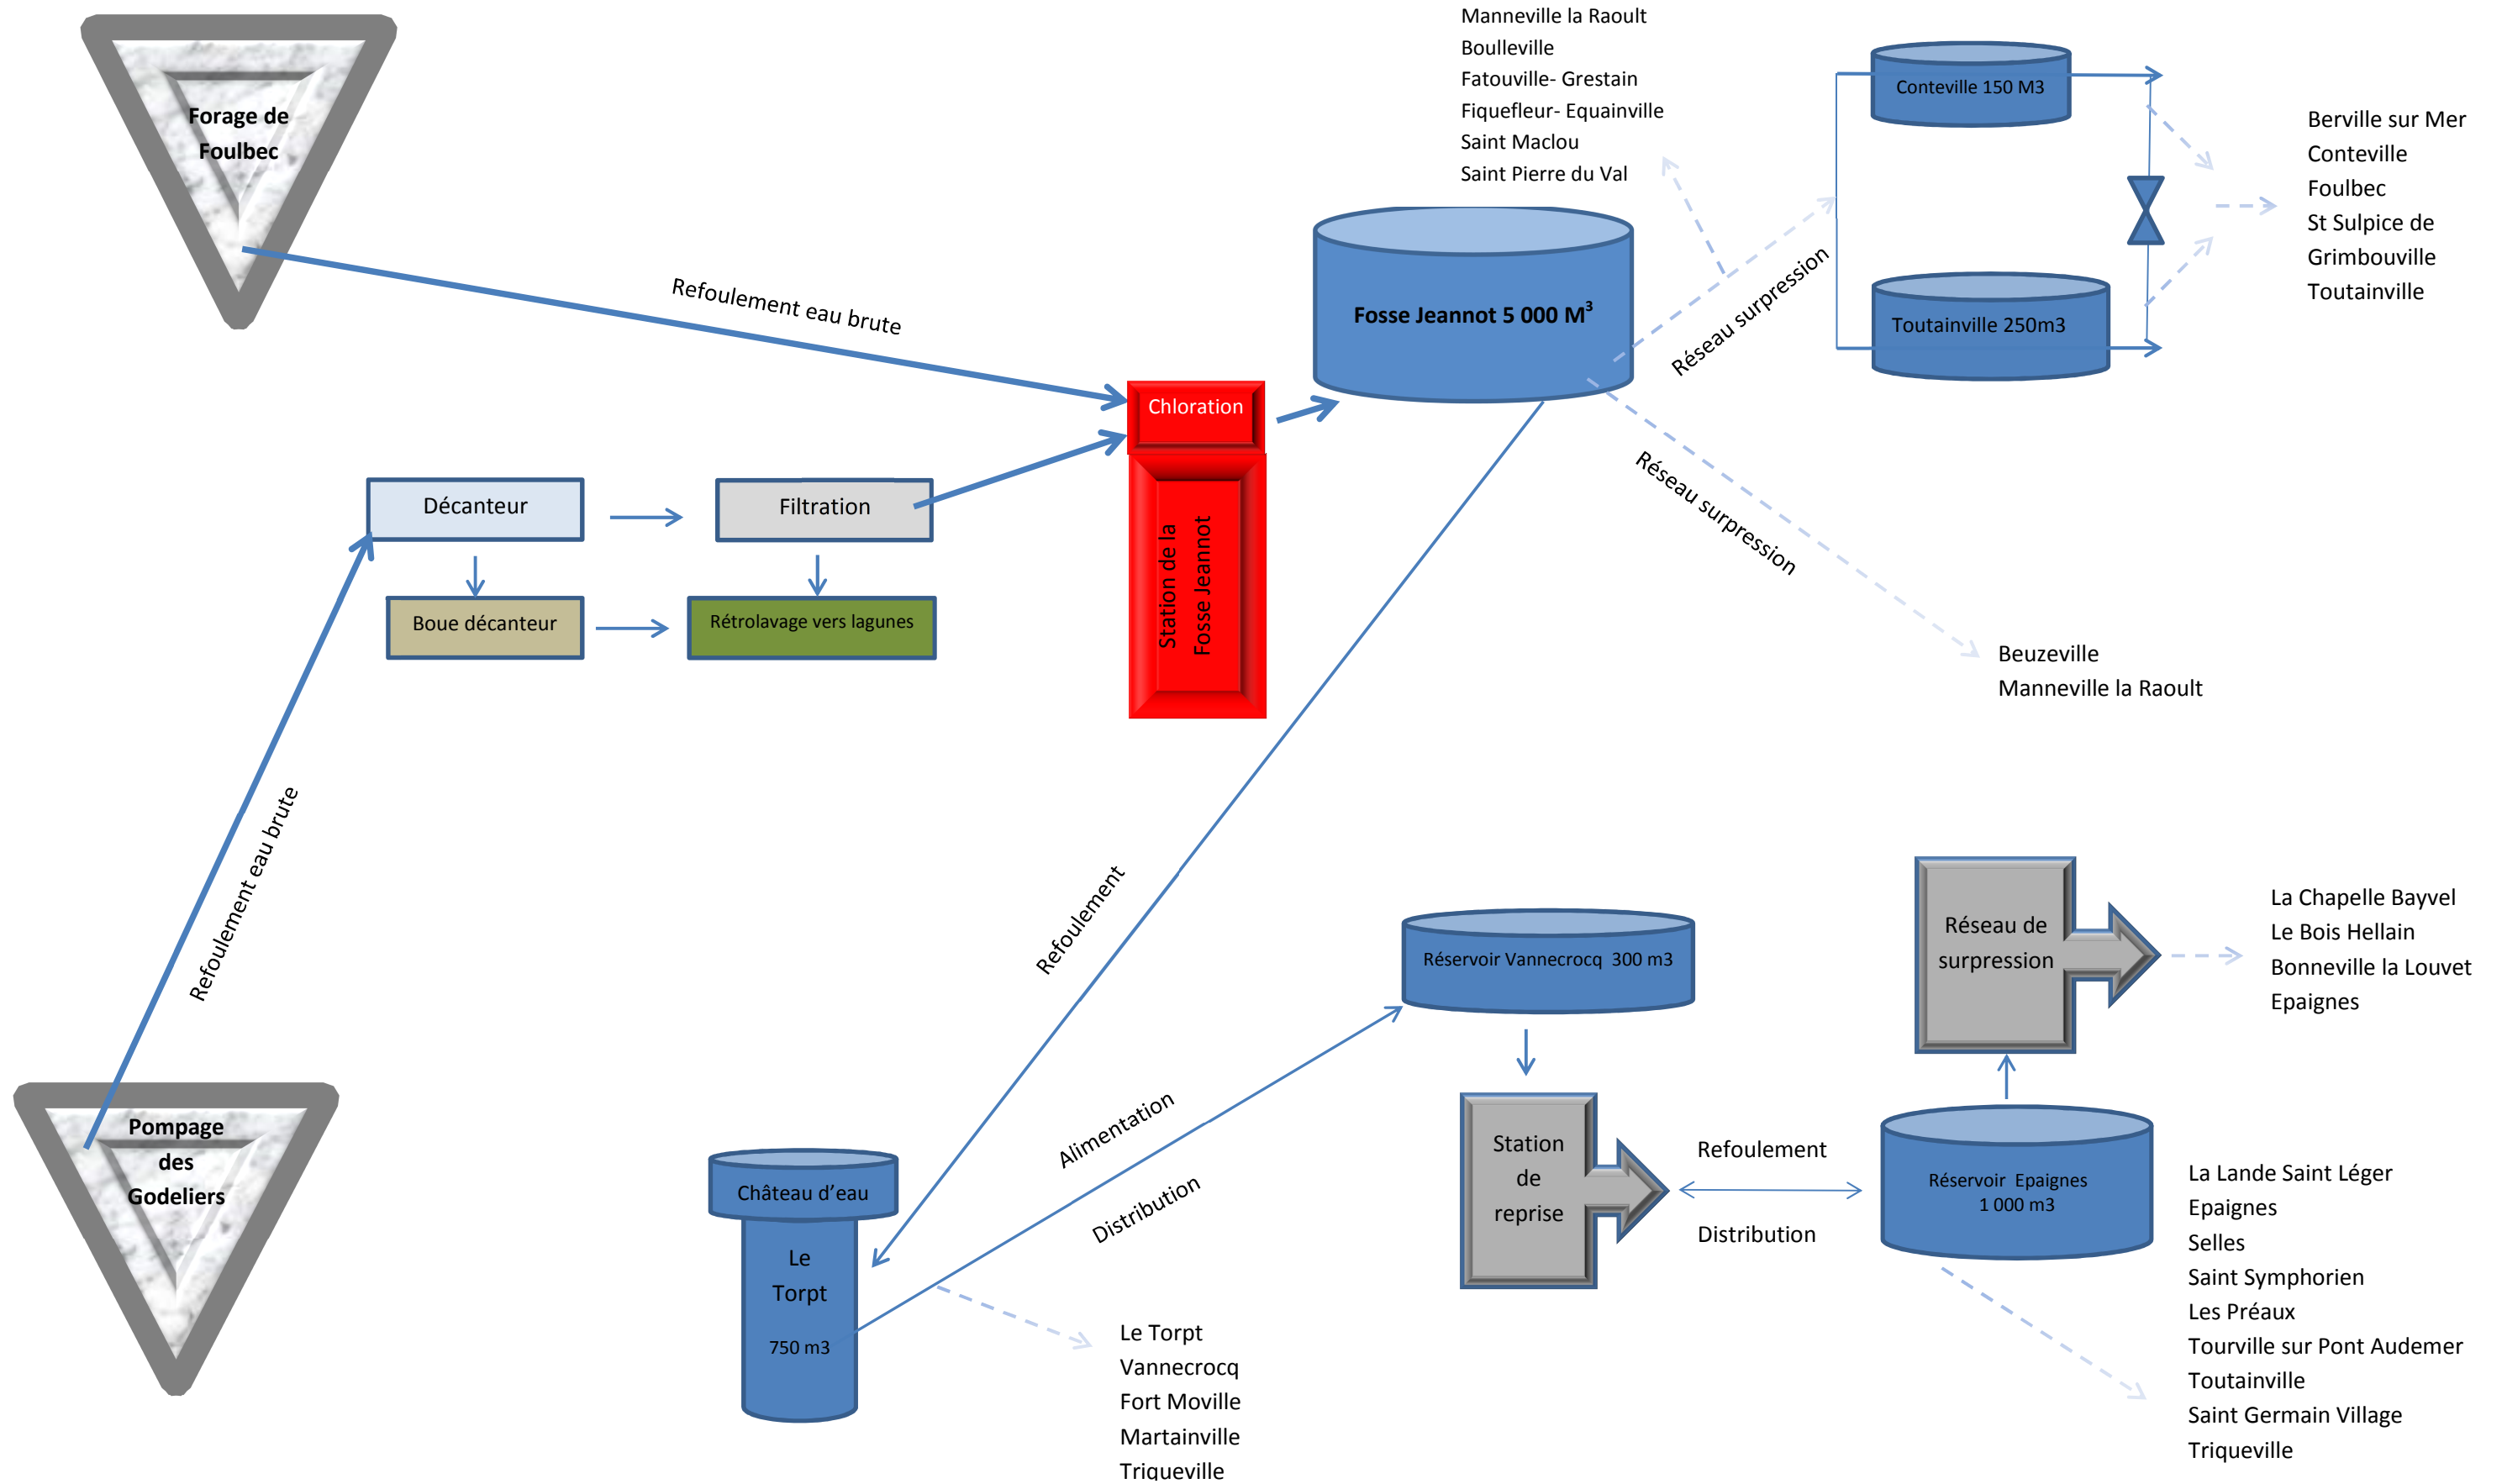 Forage de
Foulbec
Refoulement eau brute
Manneville la Raoult
Boulleville
Fatouville- Grestain
Fiquefleur- Equainville
Saint Maclou
Saint Pierre du Val
Fosse Jeannot 5 000 M³
Réseau surpression
Conteville 150 M3
Toutainville 250m3
Berville sur Mer
Conteville
Foulbec
St Sulpice de
Grimbouville
Toutainville
Chloration
Station de la
Fosse Jeannot
Décanteur
Filtration
Boue décanteur
Rétrolavage vers lagunes
Réseau surpression
Beuzeville
Manneville la Raoult
Refoulement eau brute
Pompage
des
Godeliers
Refoulement
Château d’eau
Le
Torpt
750 m3
Alimentation
Distribution
Le Torpt
Vannecrocq
Fort Moville
Martainville
Triqueville
Réservoir Vannecrocq 300 m3
Station
de
reprise
Refoulement
Distribution
Réservoir Epaignes
1 000 m3
Réseau de
surpression
La Chapelle Bayvel
Le Bois Hellain
Bonneville la Louvet
Epaignes
La Lande Saint Léger
Epaignes
Selles
Saint Symphorien
Les Préaux
Tourville sur Pont Audemer
Toutainville
Saint Germain Village
Triqueville